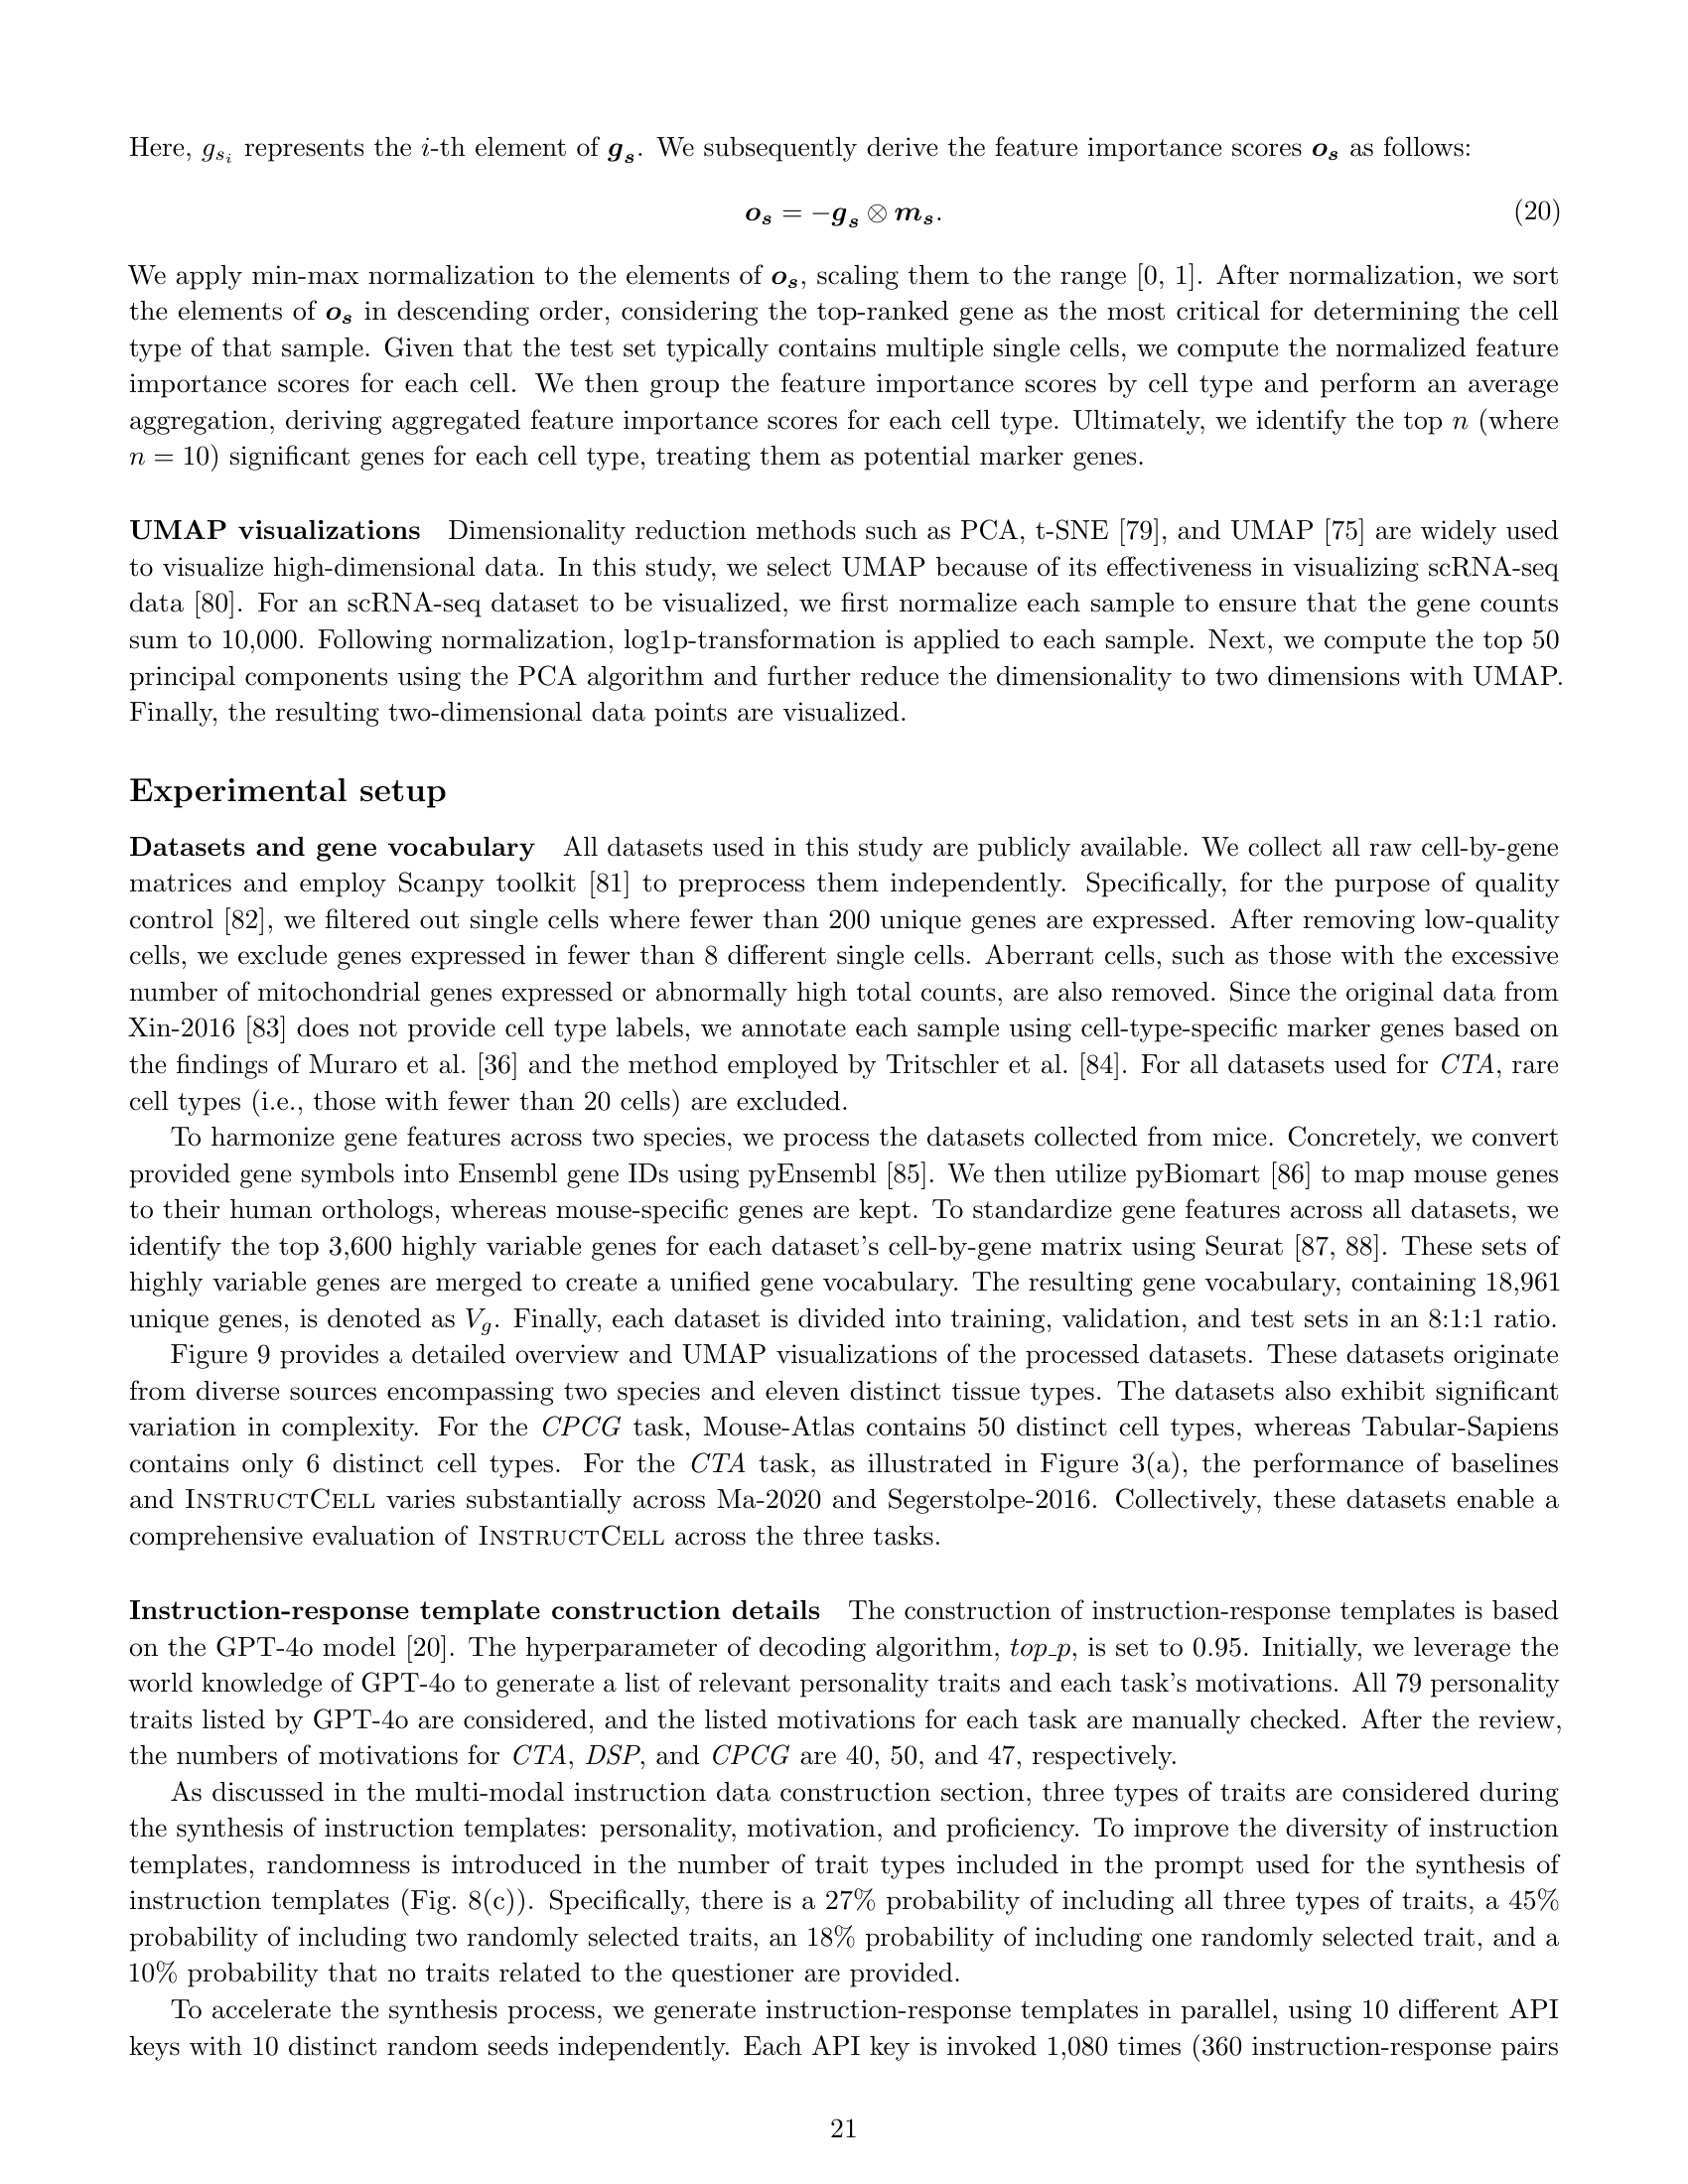 Here, g_{s_i} represents the i-th element of g_s. We subsequently derive the feature importance scores o_s as follows:
o_s = −g_s ⊗ m_s. (20)
We apply min-max normalization to the elements of o_s, scaling them to the range [0, 1]. After normalization, we sort
the elements of o_s in descending order, considering the top-ranked gene as the most critical for determining the cell
type of that sample. Given that the test set typically contains multiple single cells, we compute the normalized feature
importance scores for each cell. We then group the feature importance scores by cell type and perform an average
aggregation, deriving aggregated feature importance scores for each cell type. Ultimately, we identify the top n (where
n = 10) significant genes for each cell type, treating them as potential marker genes.
UMAP visualizations Dimensionality reduction methods such as PCA, t-SNE [79], and UMAP [75] are widely used
to visualize high-dimensional data. In this study, we select UMAP because of its effectiveness in visualizing scRNA-seq
data [80]. For an scRNA-seq dataset to be visualized, we first normalize each sample to ensure that the gene counts
sum to 10,000. Following normalization, log1p-transformation is applied to each sample. Next, we compute the top 50
principal components using the PCA algorithm and further reduce the dimensionality to two dimensions with UMAP.
Finally, the resulting two-dimensional data points are visualized.
Experimental setup
Datasets and gene vocabulary All datasets used in this study are publicly available. We collect all raw cell-by-gene
matrices and employ Scanpy toolkit [81] to preprocess them independently. Specifically, for the purpose of quality
control [82], we filtered out single cells where fewer than 200 unique genes are expressed. After removing low-quality
cells, we exclude genes expressed in fewer than 8 different single cells. Aberrant cells, such as those with the excessive
number of mitochondrial genes expressed or abnormally high total counts, are also removed. Since the original data from
Xin-2016 [83] does not provide cell type labels, we annotate each sample using cell-type-specific marker genes based on
the findings of Muraro et al. [36] and the method employed by Tritschler et al. [84]. For all datasets used for CTA, rare
cell types (i.e., those with fewer than 20 cells) are excluded.
To harmonize gene features across two species, we process the datasets collected from mice. Concretely, we convert
provided gene symbols into Ensembl gene IDs using pyEnsembl [85]. We then utilize pyBiomart [86] to map mouse genes
to their human orthologs, whereas mouse-specific genes are kept. To standardize gene features across all datasets, we
identify the top 3,600 highly variable genes for each dataset's cell-by-gene matrix using Seurat [87, 88]. These sets of
highly variable genes are merged to create a unified gene vocabulary. The resulting gene vocabulary, containing 18,961
unique genes, is denoted as V_g. Finally, each dataset is divided into training, validation, and test sets in an 8:1:1 ratio.
Figure 9 provides a detailed overview and UMAP visualizations of the processed datasets. These datasets originate
from diverse sources encompassing two species and eleven distinct tissue types. The datasets also exhibit significant
variation in complexity. For the CPCG task, Mouse-Atlas contains 50 distinct cell types, whereas Tabular-Sapiens
contains only 6 distinct cell types. For the CTA task, as illustrated in Figure 3(a), the performance of baselines
and INSTRUCTCELL varies substantially across Ma-2020 and Segerstolpe-2016. Collectively, these datasets enable a
comprehensive evaluation of INSTRUCTCELL across the three tasks.
Instruction-response template construction details The construction of instruction-response templates is based
on the GPT-4o model [20]. The hyperparameter of decoding algorithm, top_p, is set to 0.95. Initially, we leverage the
world knowledge of GPT-4o to generate a list of relevant personality traits and each task's motivations. All 79 personality
traits listed by GPT-4o are considered, and the listed motivations for each task are manually checked. After the review,
the numbers of motivations for CTA, DSP, and CPCG are 40, 50, and 47, respectively.
As discussed in the multi-modal instruction data construction section, three types of traits are considered during
the synthesis of instruction templates: personality, motivation, and proficiency. To improve the diversity of instruction
templates, randomness is introduced in the number of trait types included in the prompt used for the synthesis of
instruction templates (Fig. 8(c)). Specifically, there is a 27% probability of including all three types of traits, a 45%
probability of including two randomly selected traits, an 18% probability of including one randomly selected trait, and a
10% probability that no traits related to the questioner are provided.
To accelerate the synthesis process, we generate instruction-response templates in parallel, using 10 different API
keys with 10 distinct random seeds independently. Each API key is invoked 1,080 times (360 instruction-response pairs
21